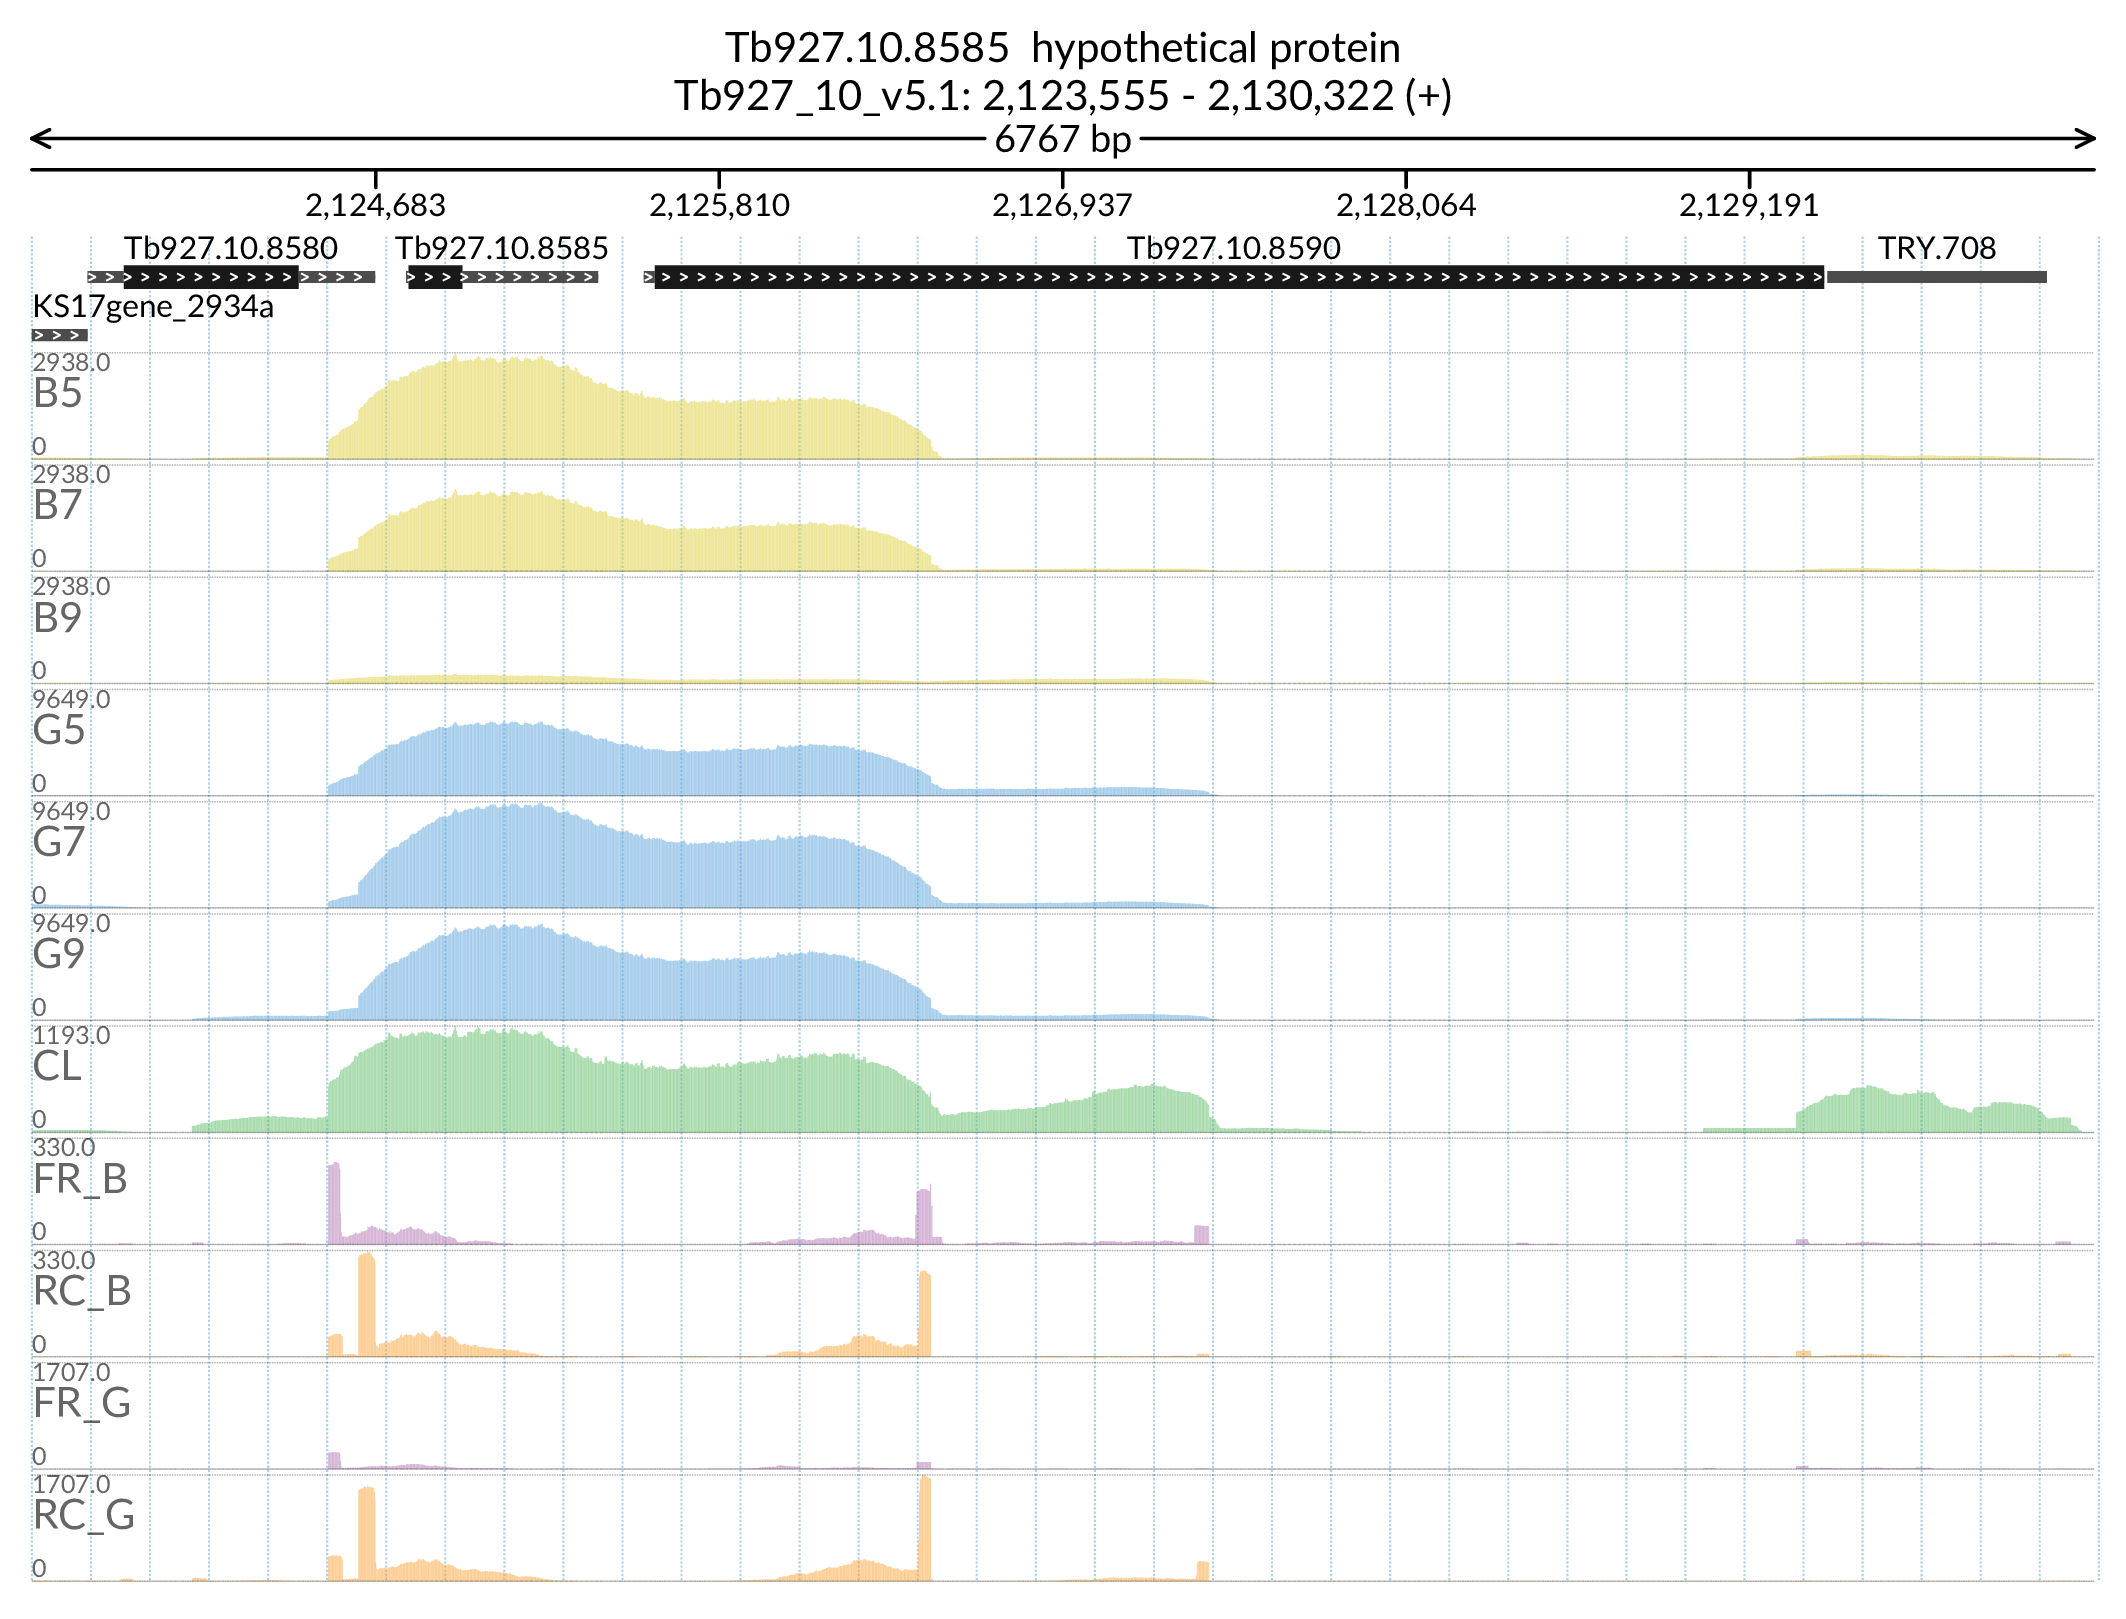 Tb927.10.8585  hypothetical protein
Tb927_10_v5.1: 2,123,555 - 2,130,322 (+)
6767 bp
2,124,683 2,125,810 2,126,937 2,128,064 2,129,191
Tb927.10.8580 Tb927.10.8585 Tb927.10.8590 TRY.708
KS17gene_2934a
2938.0
B5
0
2938.0
B7
0
2938.0
B9
0
9649.0
G5
0
9649.0
G7
0
9649.0
G9
0
1193.0
CL
0
330.0
FR_B
0
330.0
RC_B
0
1707.0
FR_G
0
1707.0
RC_G
0